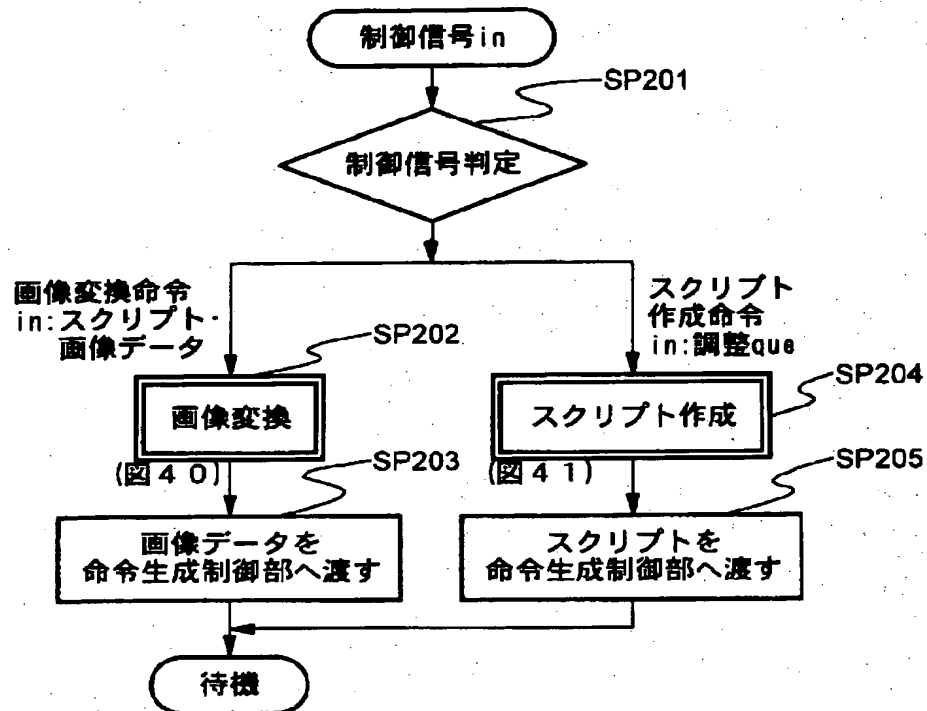 制御信号in
SP201
制御信号判定
画像変換命令
in:スクリプト・
画像データ
スクリプト
作成命令
in:調整que
SP202
SP204
画像変換
スクリプト作成
(図40)
SP203
(図41)
SP205
画像データを
命令生成制御部へ渡す
スクリプトを
命令生成制御部へ渡す
待機